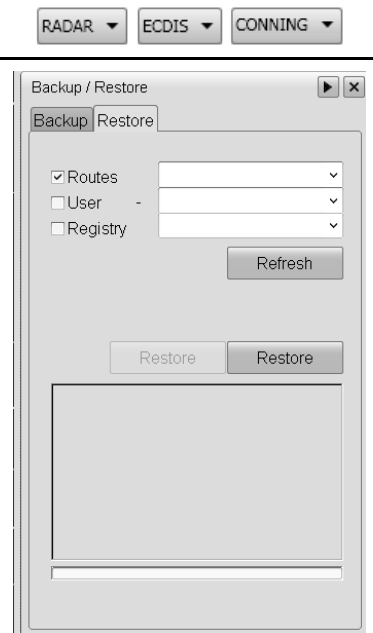 RADAR ECDIS CONNING
Backup / Restore
Backup Restore
Routes
User -
Registry
Refresh
Restore Restore